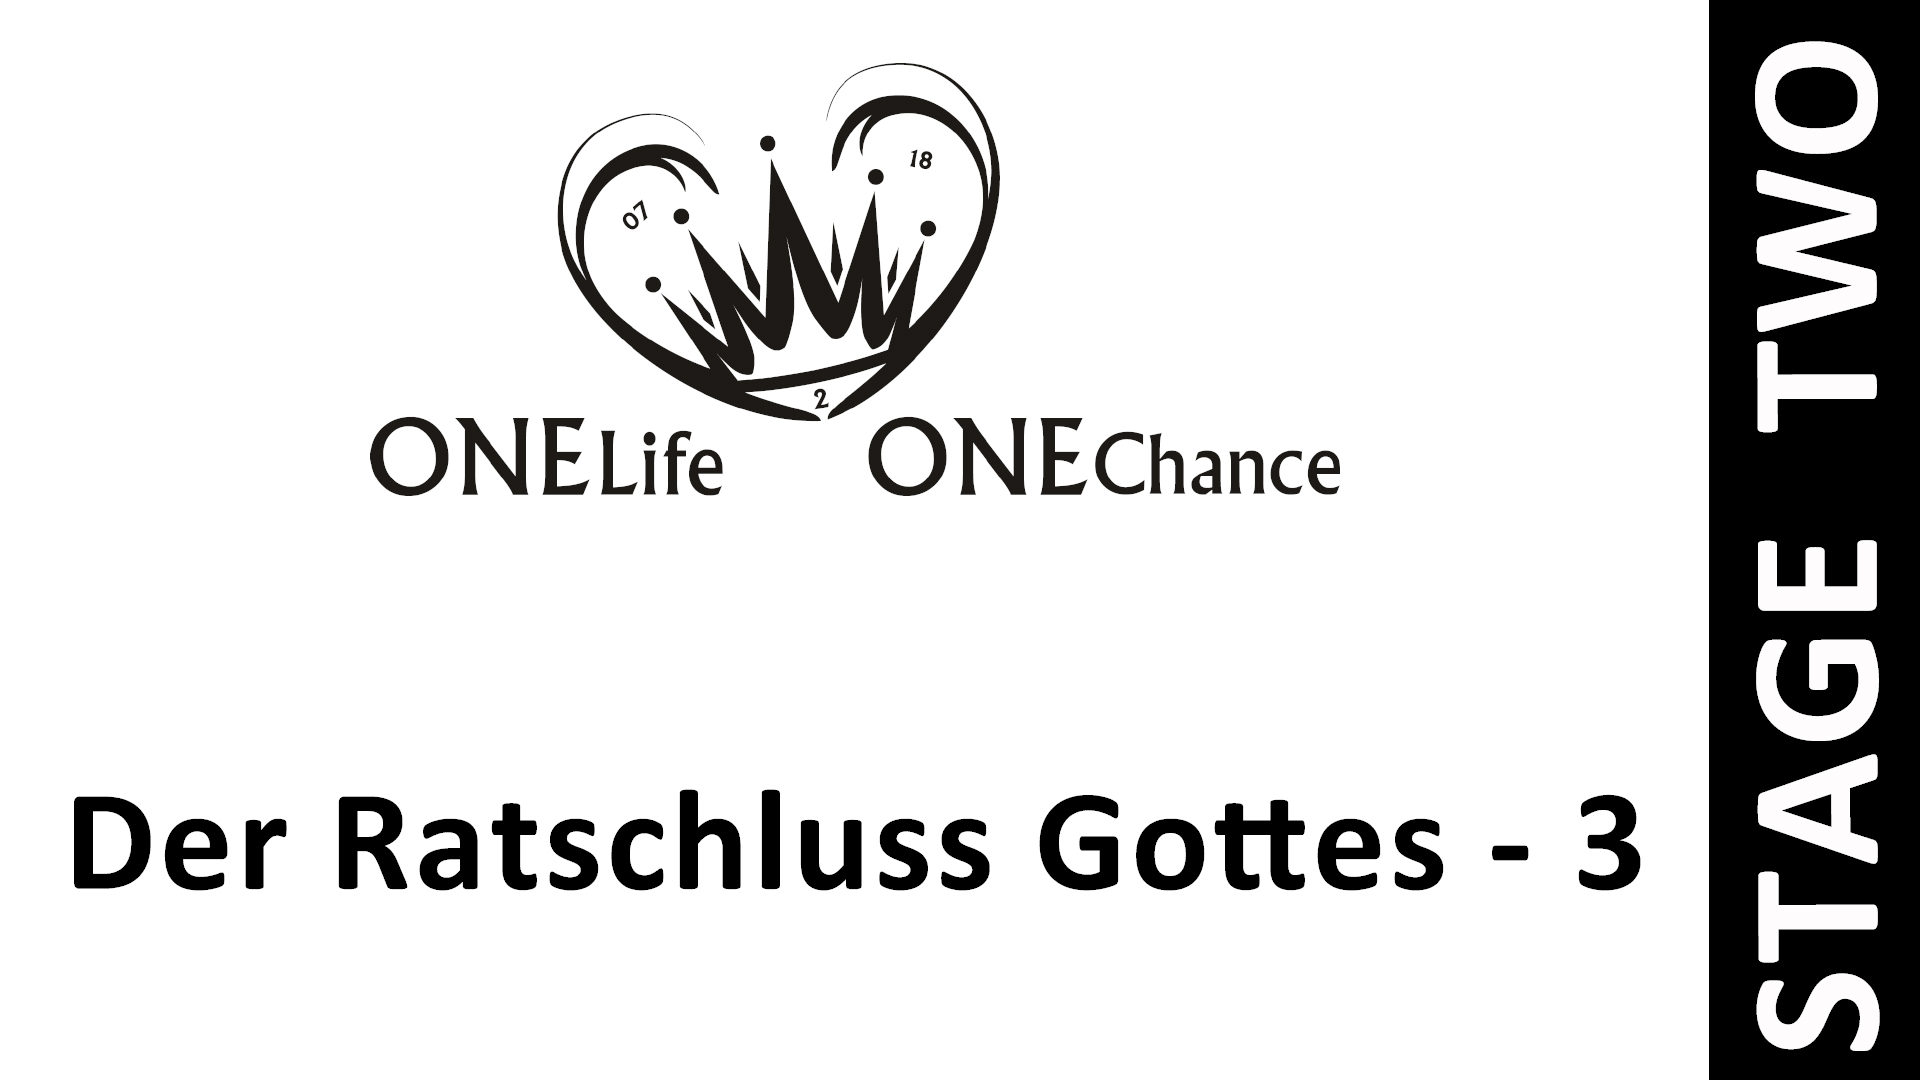 18
07
2
ONELife ONEChance
Der Ratschluss Gottes - 3
STAGE TWO